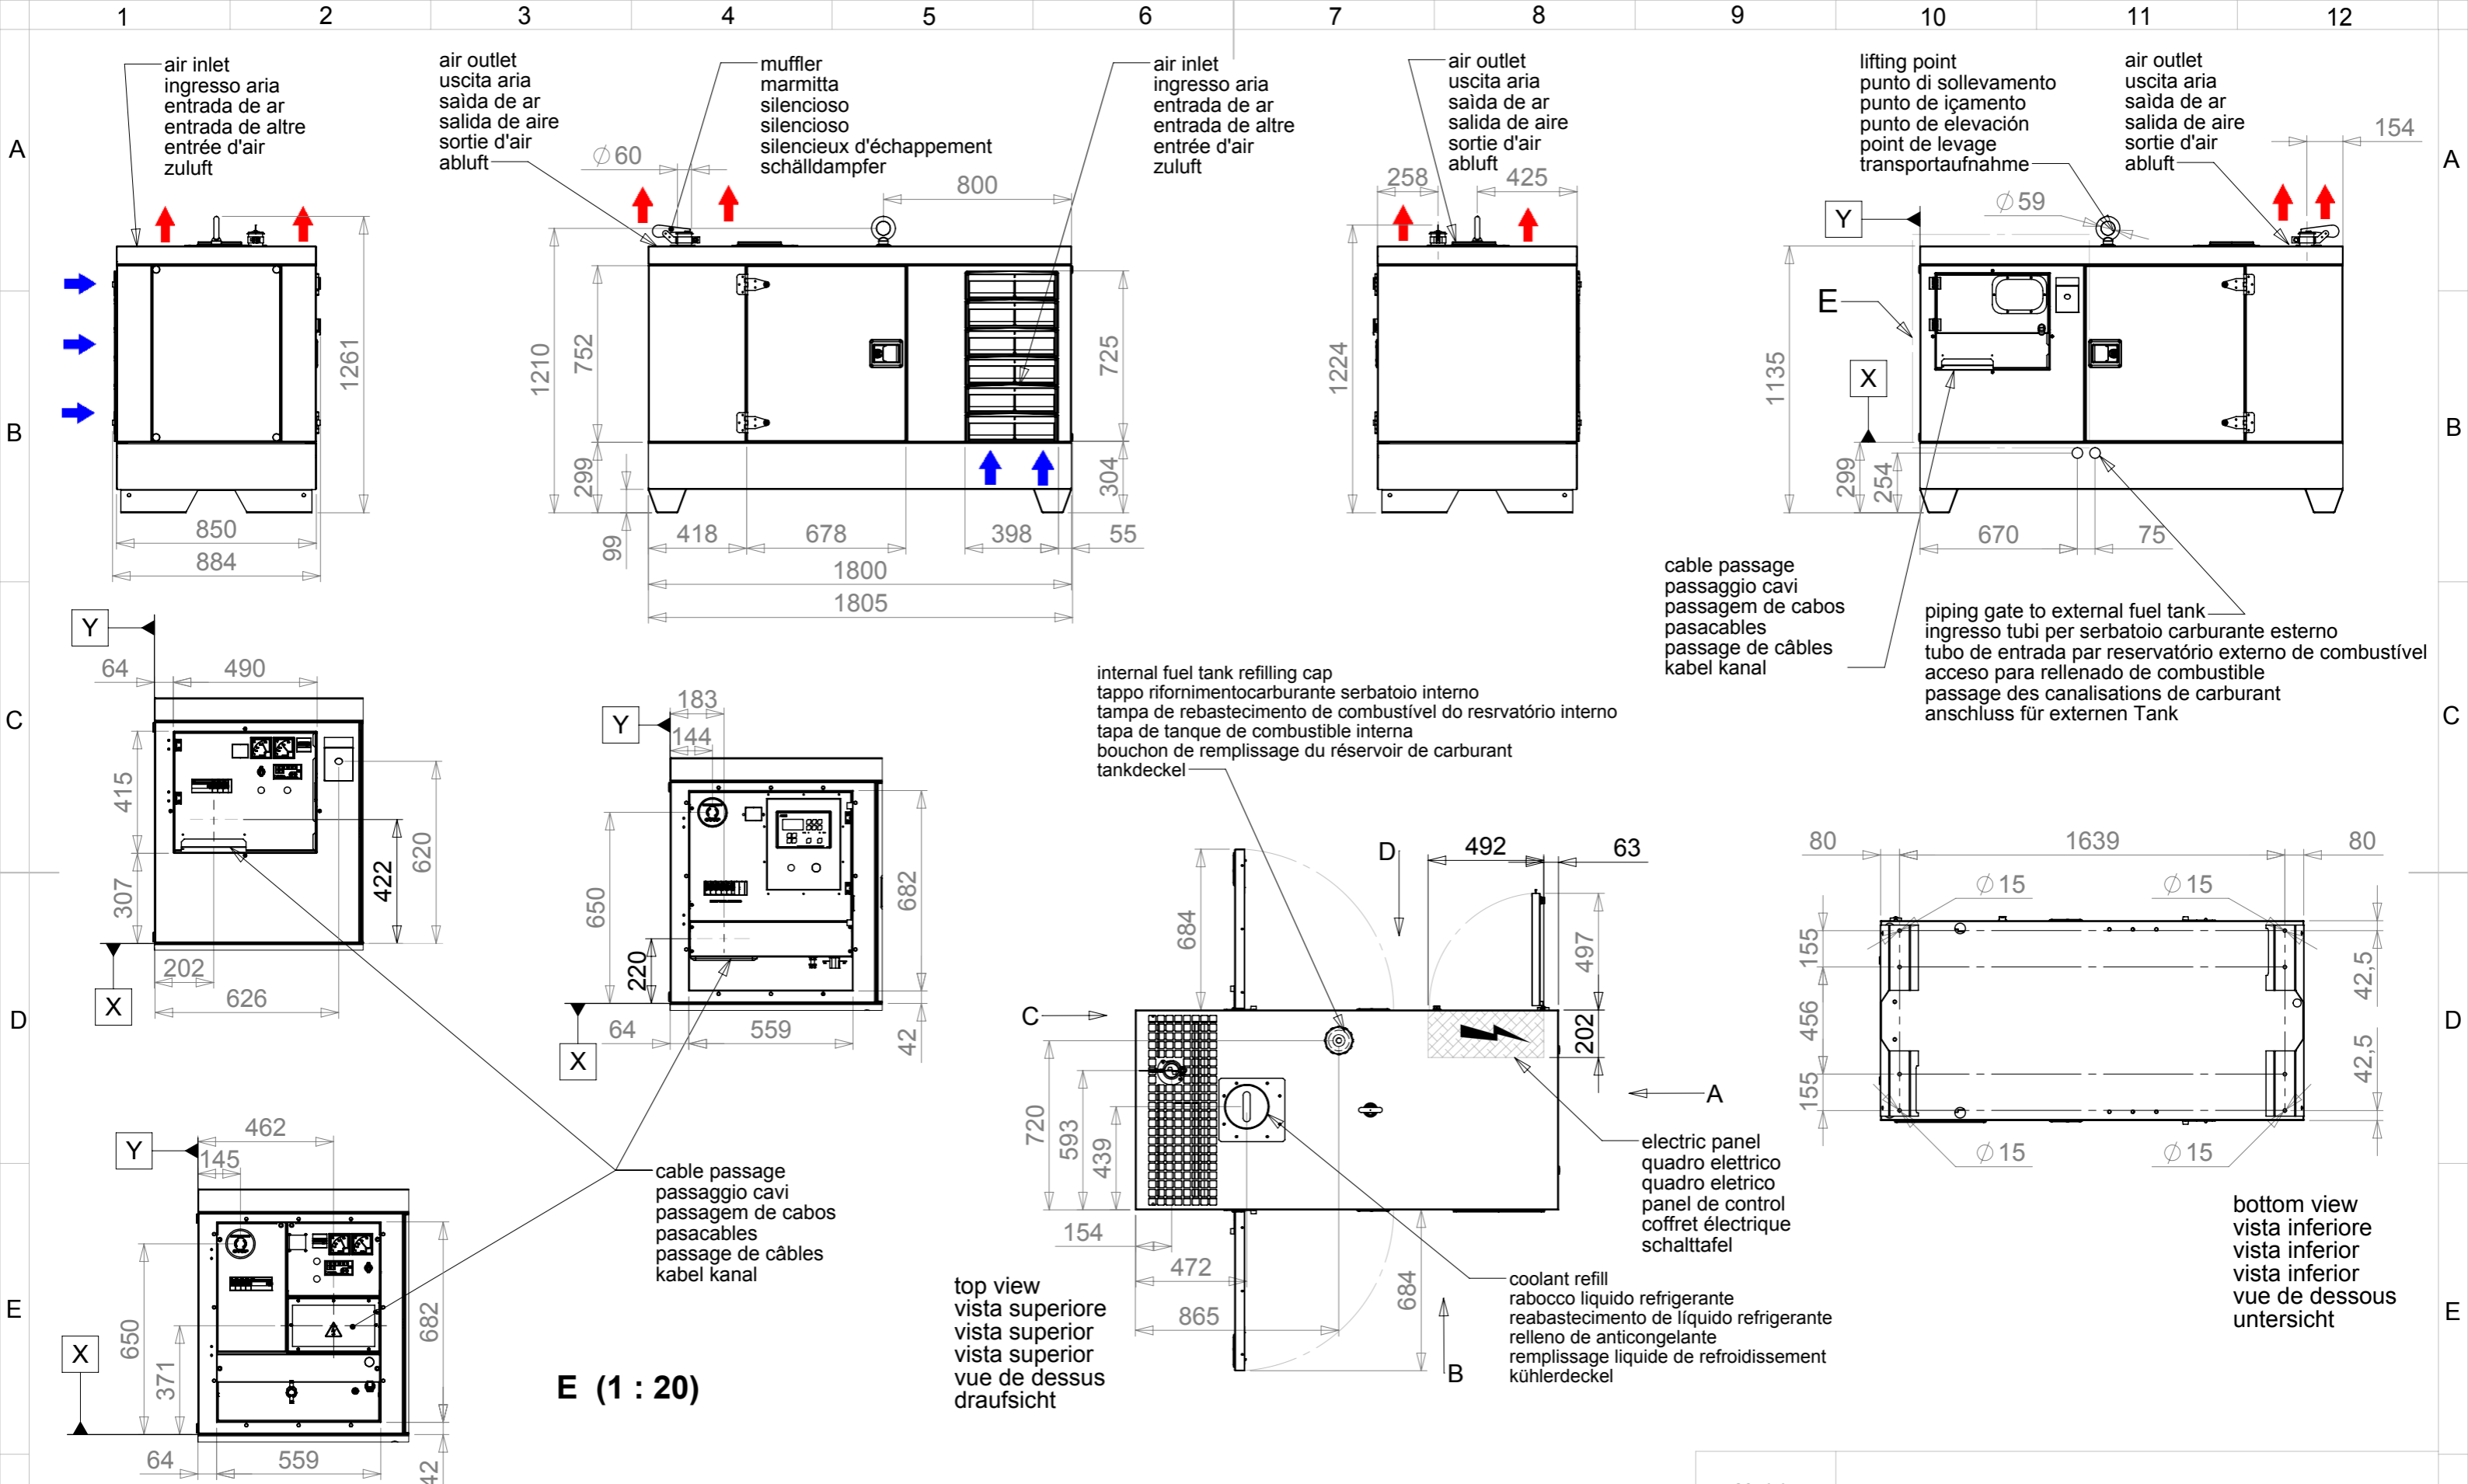 1 2 3 4 5 6 7 8 9 10 11 12
A
B
C
D
E
A
B
C
D
E
air inlet
ingresso aria
entrada de ar
entrada de altre
entrée d'air
zuluft
1261
850
884
air outlet
uscita aria
saìda de ar
salida de aire
sortie d'air
abluft
muffler
marmitta
silencioso
silencioso
silencieux d'échappement
schälldampfer
air inlet
ingresso aria
entrada de ar
entrada de altre
entrée d'air
zuluft
∅ 60
800
1210
752
299
99
725
304
418 678 398 55
1800
1805
air outlet
uscita aria
saìda de ar
salida de aire
sortie d'air
abluft
258 425
1224
lifting point
punto di sollevamento
punto de içamento
punto de elevación
point de levage
transportaufnahme
air outlet
uscita aria
saìda de ar
salida de aire
sortie d'air
abluft
154
∅ 59
Y
E
X
1135
299
254
670 75
cable passage
passaggio cavi
passagem de cabos
pasacables
passage de câbles
kabel kanal
piping gate to external fuel tank
ingresso tubi per serbatoio carburante esterno
tubo de entrada par reservatório externo de combustível
acceso para rellenado de combustible
passage des canalisations de carburant
anschluss für externen Tank
Y
64 490
415
307
422
620
202
626
X
Y
183
144
650
220
682
42
64 559
X
internal fuel tank refilling cap
tappo rifornimentocarburante serbatoio interno
tampa de rebastecimento de combustível do resrvatório interno
tapa de tanque de combustible interna
bouchon de remplissage du réservoir de carburant
tankdeckel
D
492 63
684
497
202
C
A
720
593
439
154
472
865
684
B
electric panel
quadro elettrico
quadro eletrico
panel de control
coffret électrique
schalttafel
coolant refill
rabocco liquido refrigerante
reabastecimento de líquido refrigerante
relleno de anticongelante
remplissage liquide de refroidissement
kühlerdeckel
top view
vista superiore
vista superior
vista superior
vue de dessus
draufsicht
80 1639 80
∅ 15 ∅ 15
155
456
155
42,5
42,5
∅ 15 ∅ 15
bottom view
vista inferiore
vista inferior
vista inferior
vue de dessous
untersicht
Y
462
145
650
371
682
42
64 559
X
cable passage
passaggio cavi
passagem de cabos
pasacables
passage de câbles
kabel kanal
E (1 : 20)